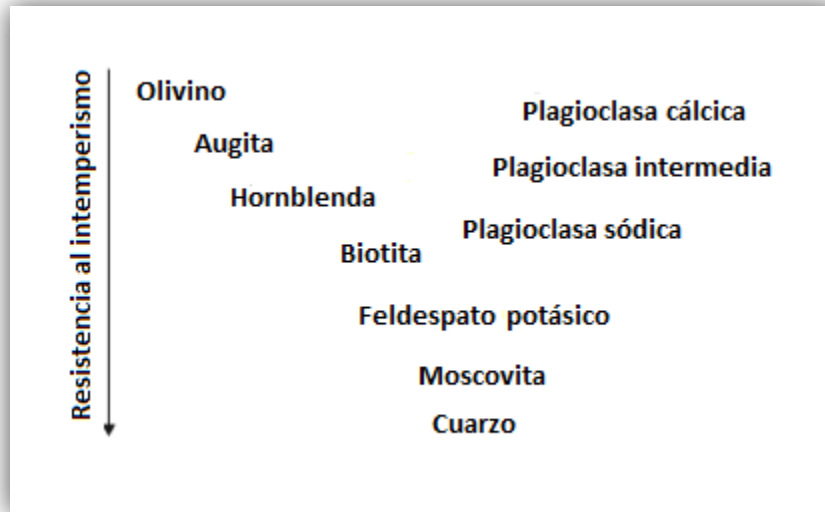 Resistencia al intemperismo
Olivino
Plagioclasa cálcica
Augita
Plagioclasa intermedia
Hornblenda
Plagioclasa sódica
Biotita
Feldespato potásico
Moscovita
Cuarzo